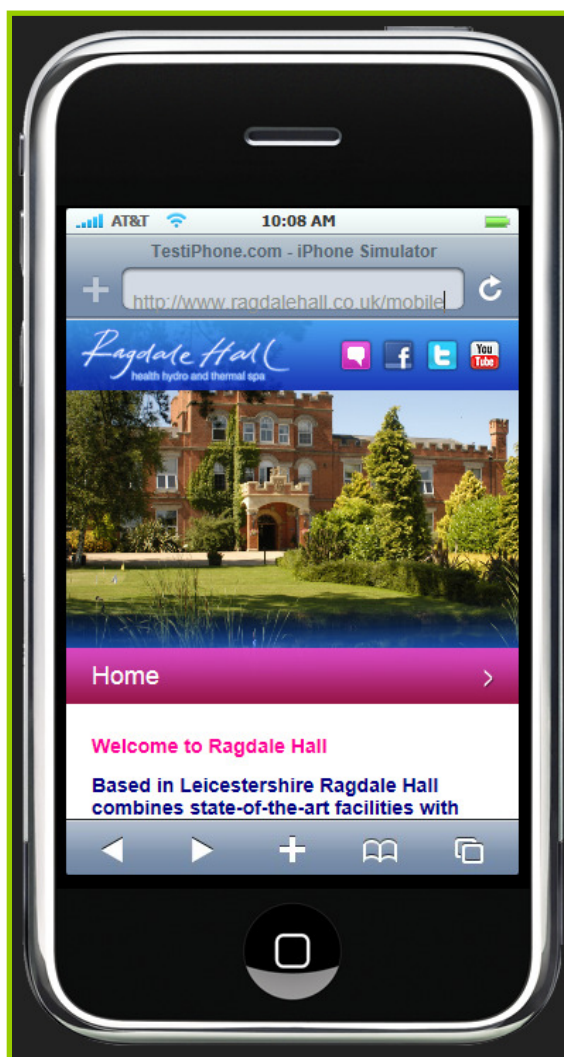 AT&T
10:08 AM
TestiPhone.com - iPhone Simulator
http://www.ragdalehall.co.uk/mobile
Ragdale Hall
health hydro and thermal spa
f
t
You
Tube
Home
Welcome to Ragdale Hall
Based in Leicestershire Ragdale Hall
combines state-of-the-art facilities with